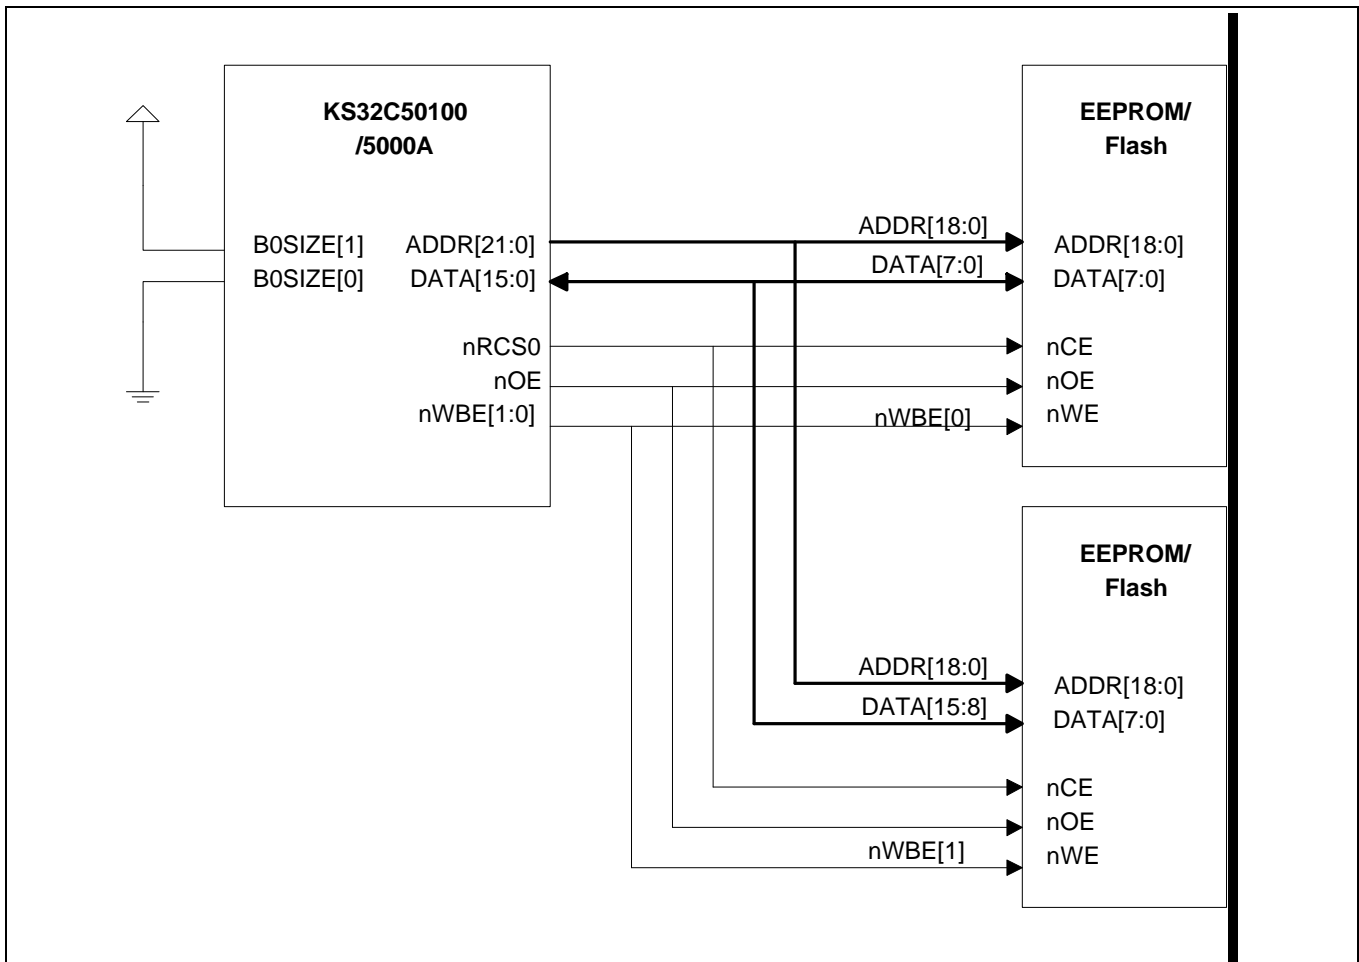 KS32C50100
/5000A
B0SIZE[1]
B0SIZE[0]
ADDR[21:0]
DATA[15:0]
nRCS0
nOE
nWBE[1:0]
ADDR[18:0]
DATA[7:0]
nWBE[0]
EEPROM/
Flash
ADDR[18:0]
DATA[7:0]
nCE
nOE
nWE
ADDR[18:0]
DATA[15:8]
nWBE[1]
EEPROM/
Flash
ADDR[18:0]
DATA[7:0]
nCE
nOE
nWE